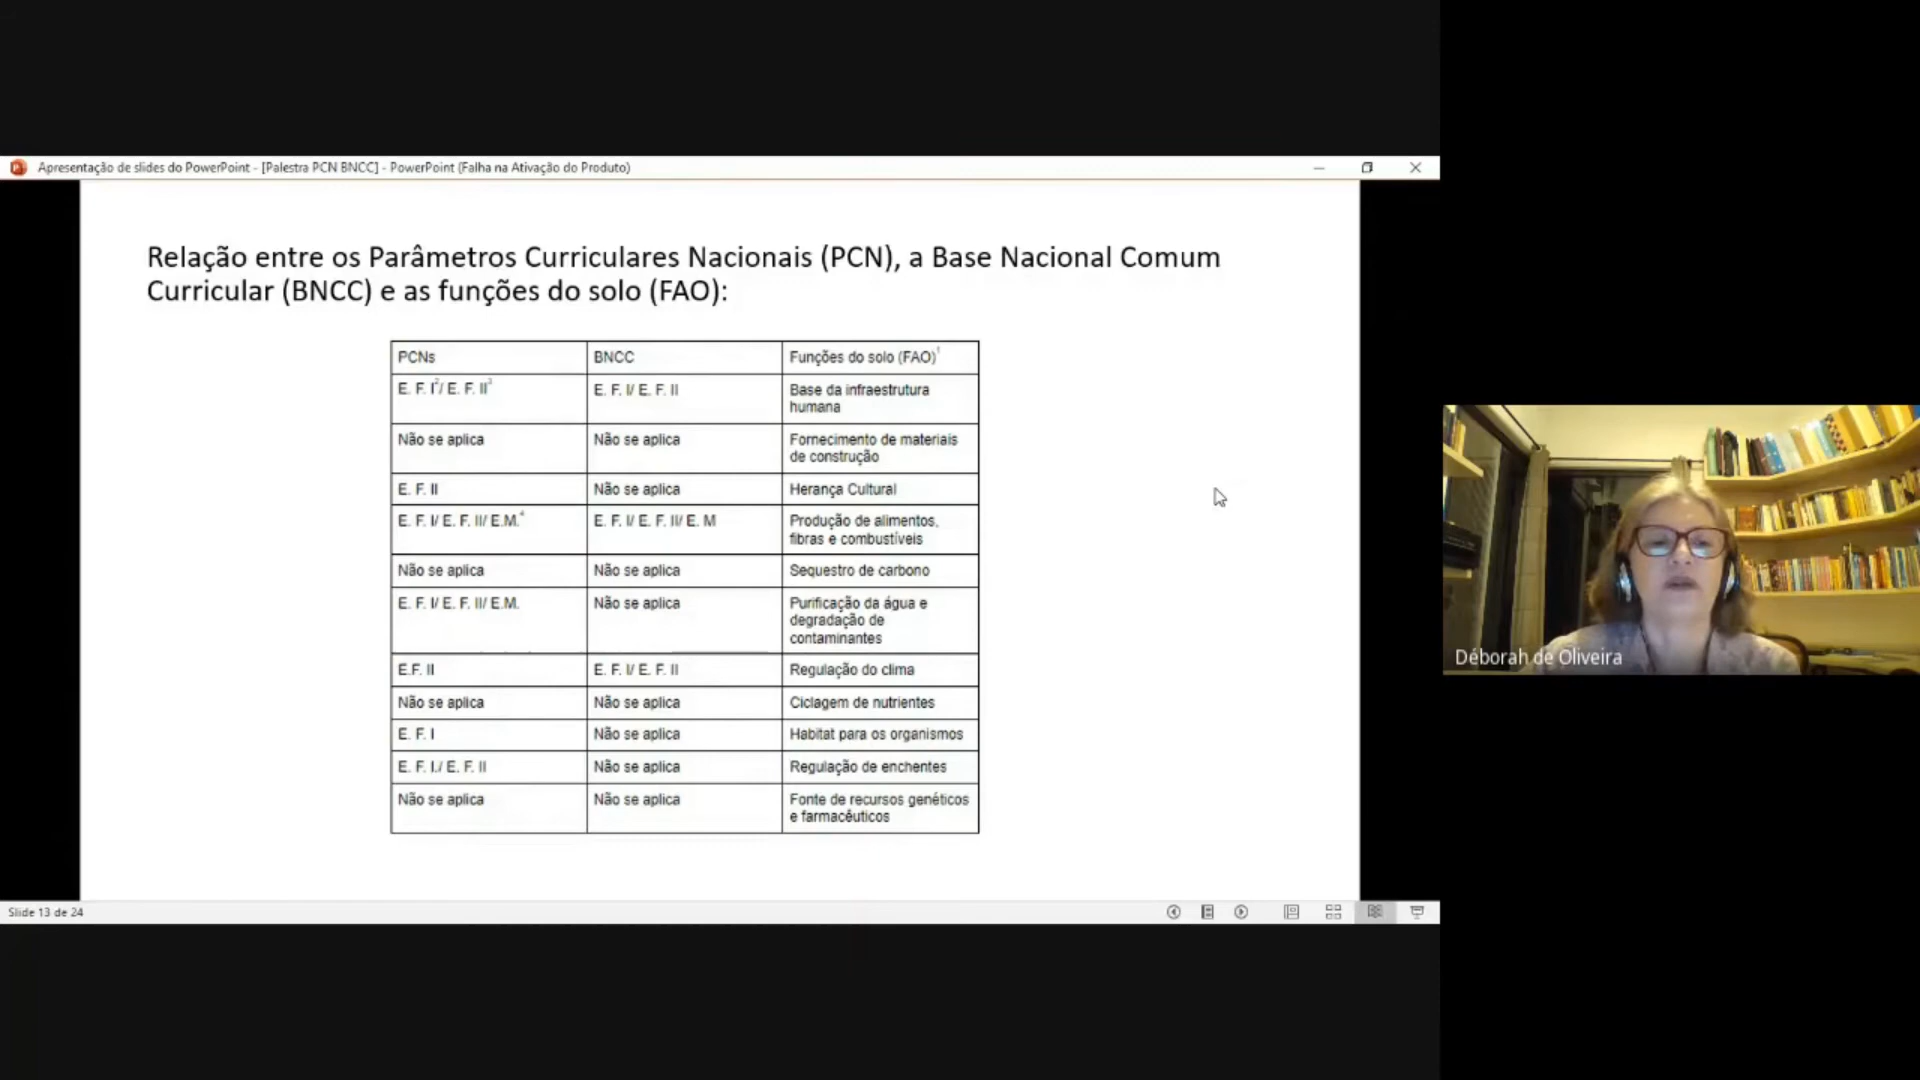 Apresentação de slides do PowerPoint - [Palestra PCN BNCC] - PowerPoint (Falha na Ativação do Produto)
Relação entre os Parâmetros Curriculares Nacionais (PCN), a Base Nacional Comum
Curricular (BNCC) e as funções do solo (FAO):
PCNs BNCC Funções do solo (FAO)¹
E. F. I²/ E. F. II³ E. F. I/ E. F. II Base da infraestrutura
humana
Não se aplica Não se aplica Fornecimento de materiais
de construção
E. F. II Não se aplica Herança Cultural
E. F. I/ E. F. II/ E.M.⁴ E. F. I/ E. F. II/ E. M Produção de alimentos,
fibras e combustíveis
Não se aplica Não se aplica Sequestro de carbono
E. F. I/ E. F. II/ E.M. Não se aplica Purificação da água e
degradação de
contaminantes
E.F. II E. F. I/ E. F. II Regulação do clima
Não se aplica Não se aplica Ciclagem de nutrientes
E. F. I Não se aplica Habitat para os organismos
E. F. I./ E. F. II Não se aplica Regulação de enchentes
Não se aplica Não se aplica Fonte de recursos genéticos
e farmacêuticos
Déborah de Oliveira
Slide 13 de 24